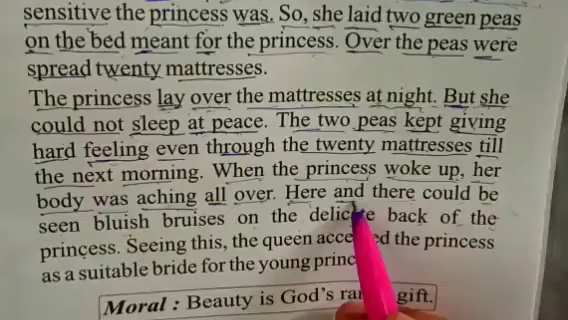 sensitive the princess was. So, she laid two green peas
on the bed meant for the princess. Over the peas were
spread twenty mattresses.
The princess lay over the mattresses at night. But she
could not sleep at peace. The two peas kept giving
hard feeling even through the twenty mattresses till
the next morning. When the princess woke up, her
body was aching all over. Here and there could be
seen bluish bruises on the back of the
princess. Seeing this, the queen the princess
as a suitable bride for the young
Moral : Beauty is God's gift.